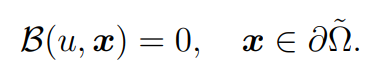 ℬ(u, 𝒙) = 0, 𝒙 ∈ ∂Ω̃.